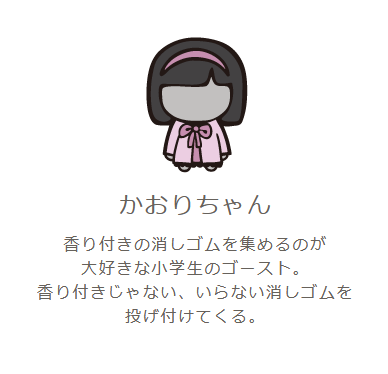 かおりちゃん
香り付きの消しゴムを集めるのが
大好きな小学生のゴースト。
香り付きじゃない、いらない消しゴムを
投げ付けてくる。